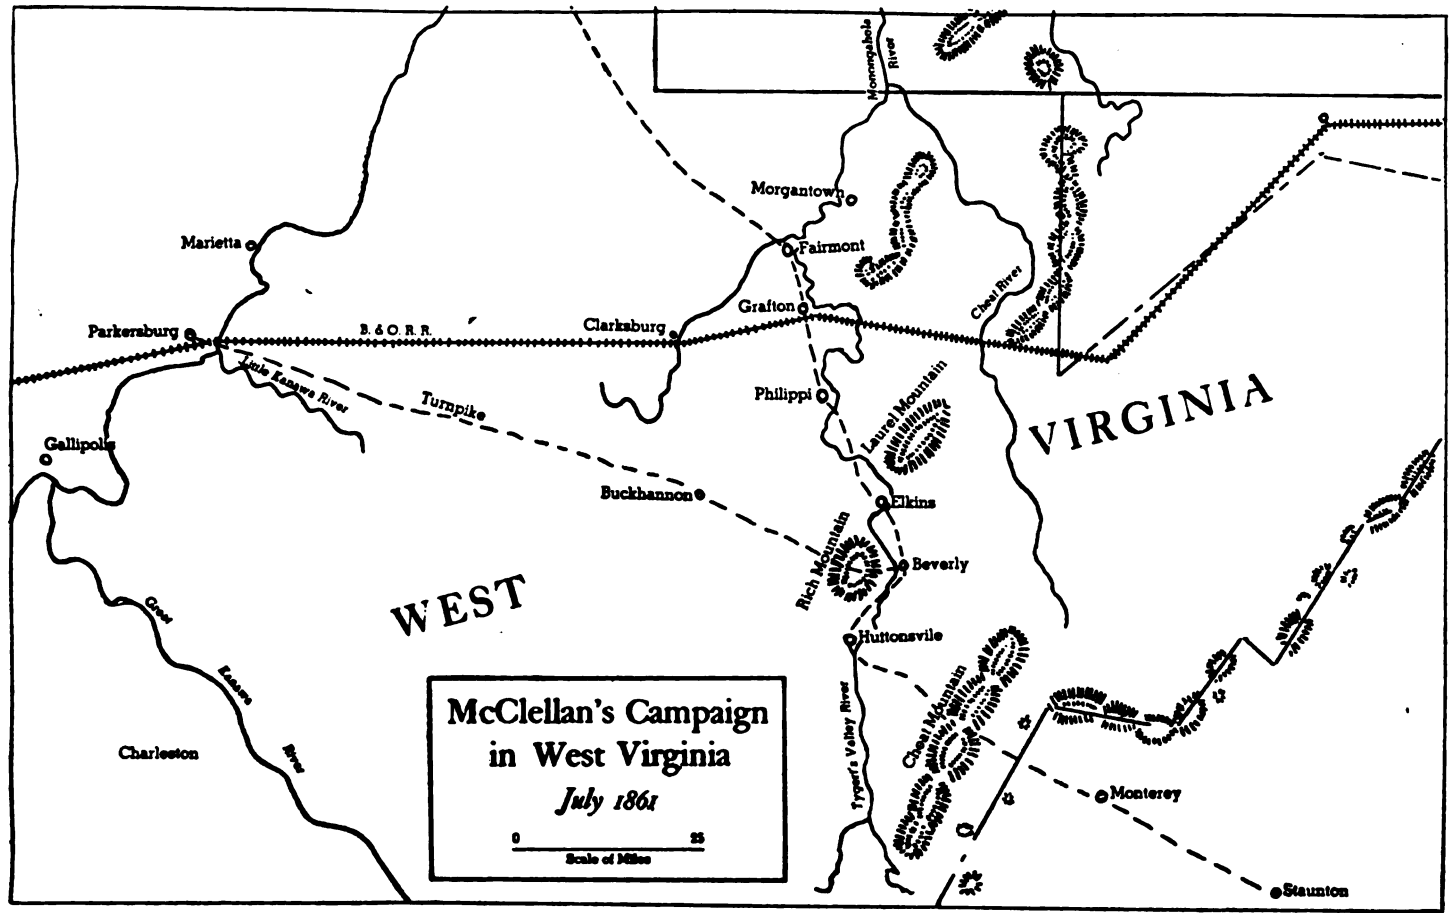 Monongahole
River
Morgantown
Marietta
Fairmont
Cheat River
Grafton
Parkersburg
B. & O. R. R.
Clarksburg
Little Kanawa River
Turnpike
Philippi
Laurel Mountain
VIRGINIA
Gallipolis
Buckhannon
Elkins
Rich Mountain
Beverly
WEST
Great
Kanawa
River
Huttonsvile
Cheat Mountain
Tygert's Valley River
McClellan's Campaign
in West Virginia
July 1861
0 25
Scale of Miles
Charleston
Monterey
Staunton